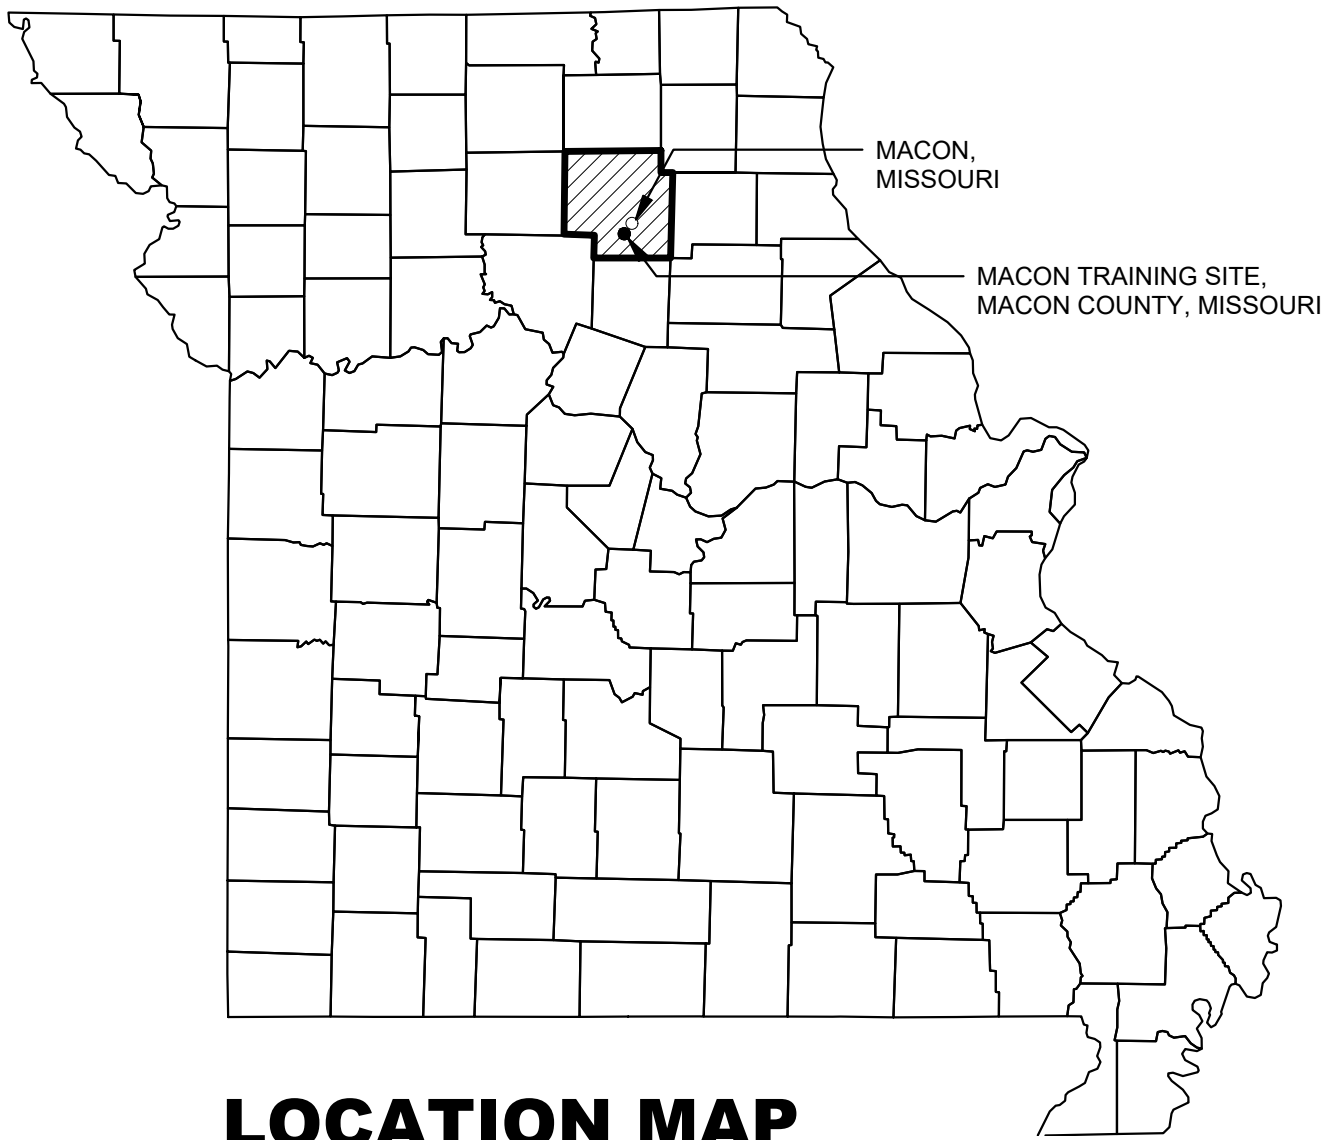 MACON,
MISSOURI
MACON TRAINING SITE,
MACON COUNTY, MISSOURI
LOCATION MAP